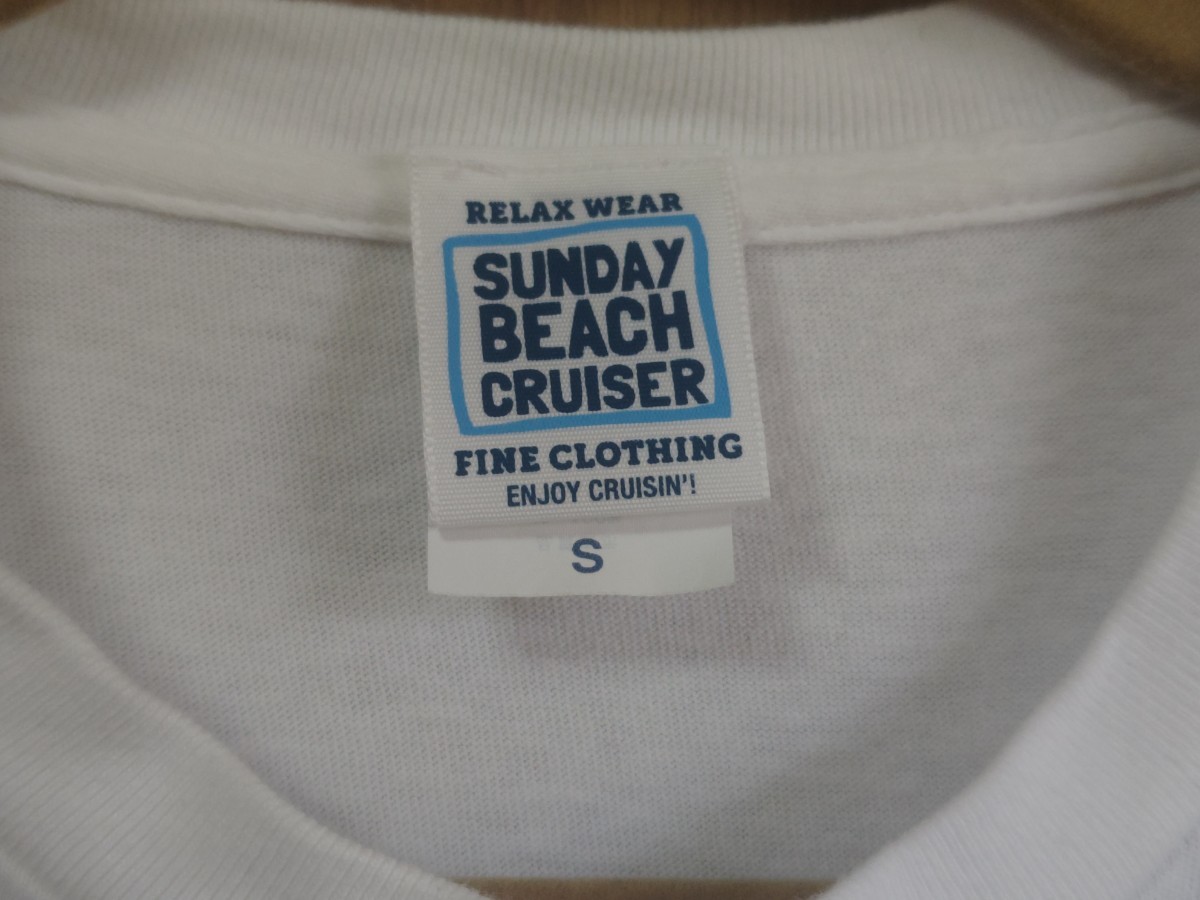 RELAX WEAR
SUNDAY
BEACH
CRUISER
FINE CLOTHING
ENJOY CRUISIN'!
S